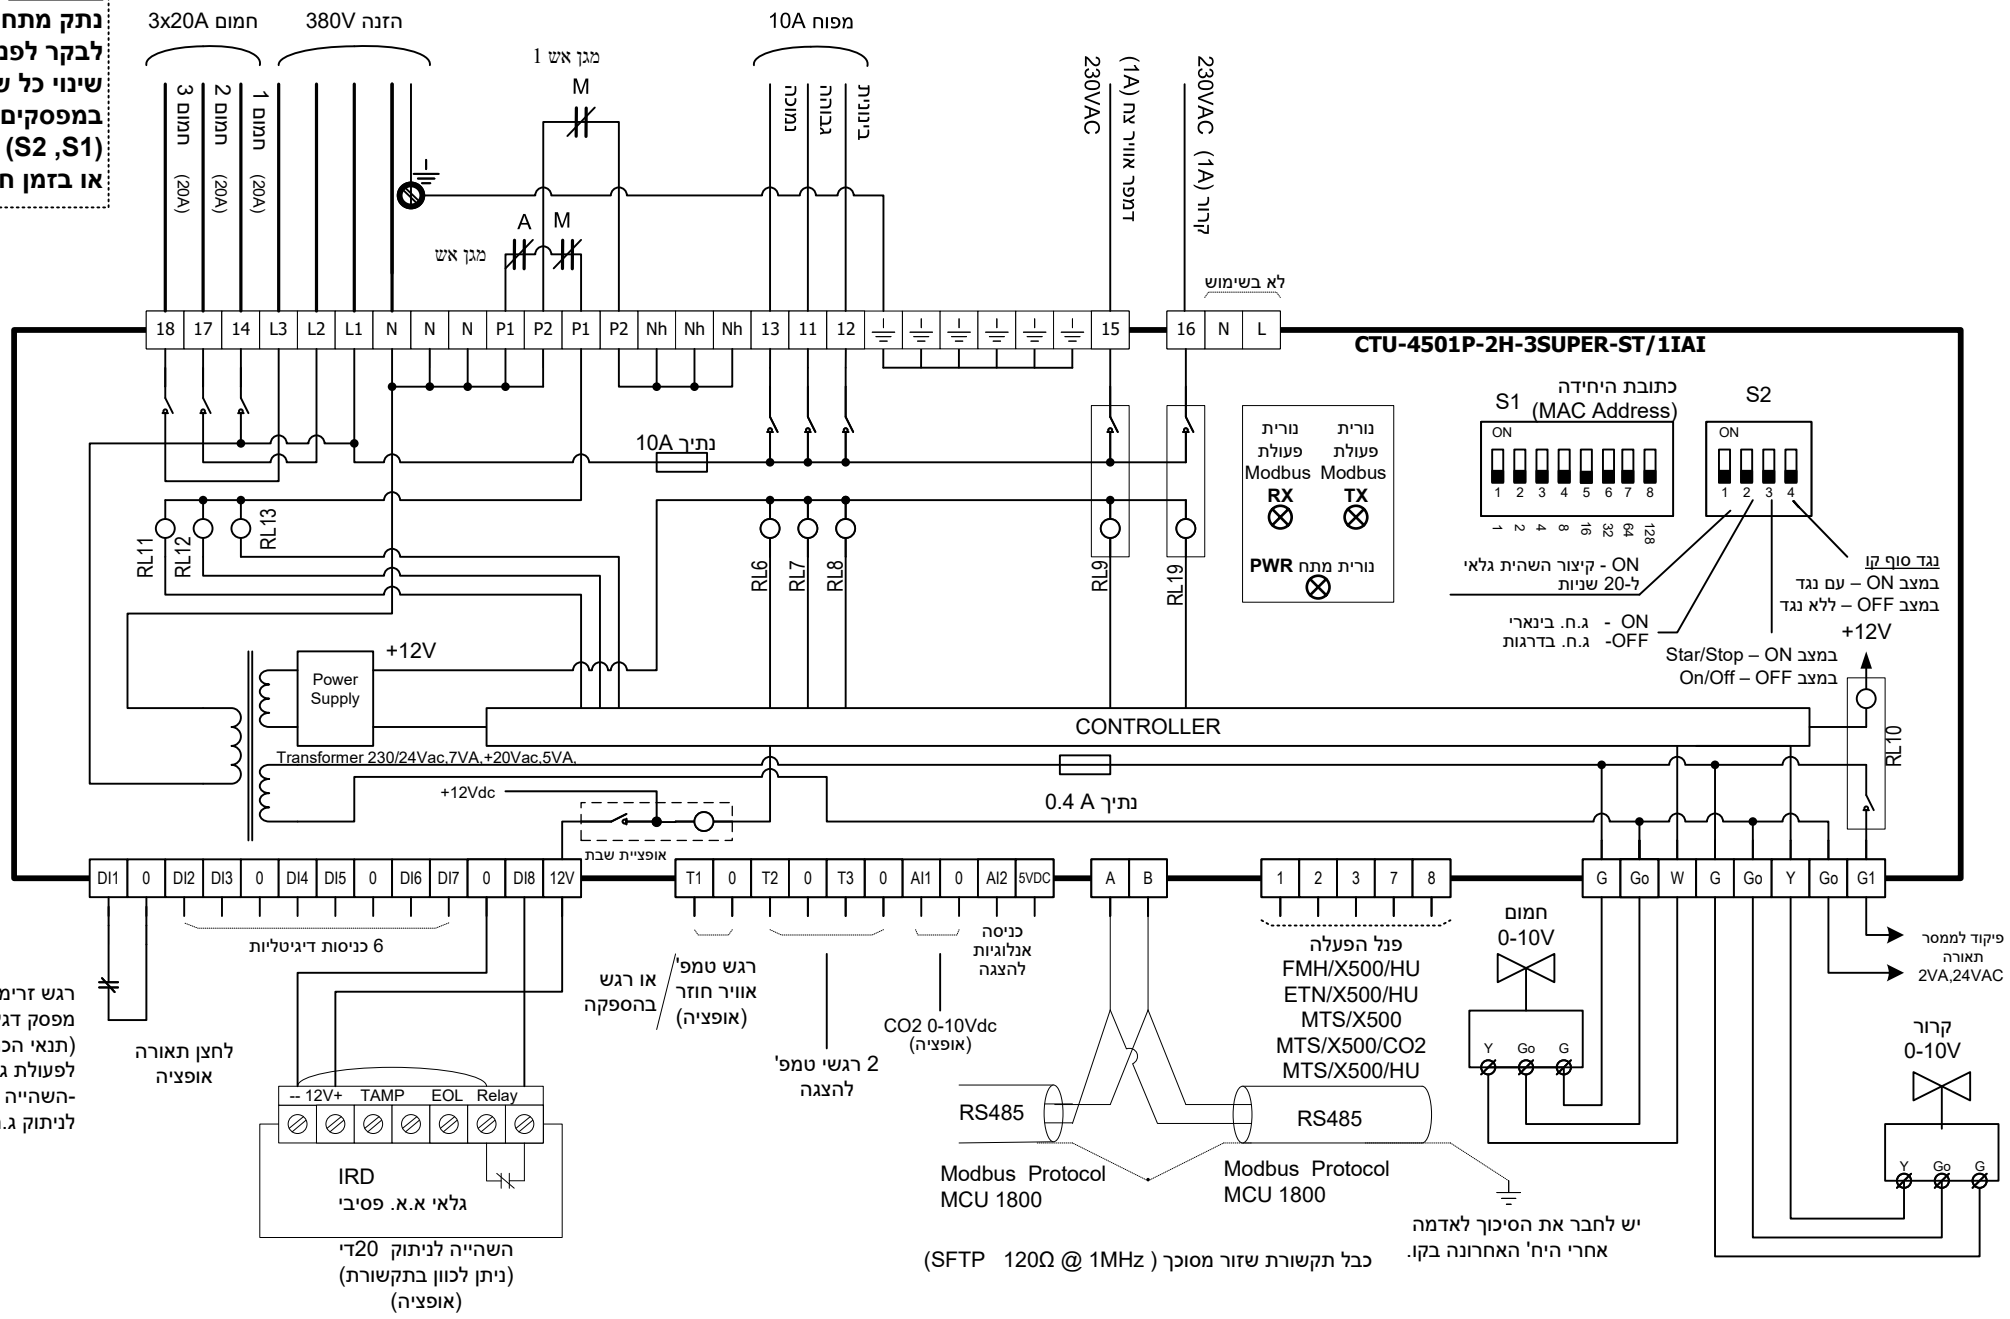 נתק מתח
לבקר לפני
שינוי כל
במפסקים
(S2 ,S1)
או בזמן
חמום 3x20A
הזנה 380V
מפוח 10A
מגן אש 1
M
חמום 3 (20A)
חמום 2 (20A)
חמום 1 (20A)
נמוכה
גבוהה
בינונית
דמפר אוויר צח (1A)
230VAC
קרור (1A) 230VAC
A M
מגן אש
לא בשימוש
18 17 14 L3 L2 L1 N N N P1 P2 P1 P2 Nh Nh Nh 13 11 12 15 16 N L
CTU-4501P-2H-3SUPER-ST/1IAI
כתובת היחידה
S1 (MAC Address)
S2
ON
1 2 3 4 5 6 7 8
1 2 4 8 16 32 64 128
ON
1 2 3 4
נורית פעולת Modbus RX
נורית פעולת Modbus TX
נורית מתח PWR
נתיך 10A
RL11
RL12
RL13
RL6
RL7
RL8
RL9
RL19
ON - קיצור השהית גלאי
ל-20 שניות
ON - ג.ח. בינארי
OFF- ג.ח. בדרגות
נגד סוף קו
במצב ON – עם נגד
במצב OFF – ללא נגד
במצב Star/Stop – ON
במצב On/Off – OFF
+12V
+12V
Power
Supply
CONTROLLER
RL10
Transformer 230/24Vac,7VA,+20Vac,5VA,
+12Vdc
נתיך 0.4 A
אופציית שבת
DI1 0 DI2 DI3 0 DI4 DI5 0 DI6 DI7 0 DI8 12V
T1 0 T2 0 T3 0 AI1 0 AI2 5VDC
A B
1 2 3 7 8
G Go W G Go Y Go G1
6 כניסות דיגיטליות
רגש טמפ'
אוויר חוזר
(אופציה)
או רגש
בהספקה
2 רגשי טמפ'
להצגה
CO2 0-10Vdc
(אופציה)
כניסה
אנלוגיות
להצגה
פנל הפעלה
FMH/X500/HU
ETN/X500/HU
MTS/X500
MTS/X500/CO2
MTS/X500/HU
חמום
0-10V
Y Go G
פיקוד לממסר
תאורה
2VA,24VAC
קרור
0-10V
Y Go G
רגש
מפסק
(תנאי
לפעולת
-השהייה
לניתוק
לחצן תאורה
אופציה
-- 12V+ TAMP EOL Relay
IRD
גלאי א.א. פסיבי
השהייה לניתוק 20די
(ניתן לכוון בתקשורת)
(אופציה)
RS485
RS485
Modbus Protocol
MCU 1800
Modbus Protocol
MCU 1800
יש לחבר את הסיכוך לאדמה
אחרי היח' האחרונה בקו.
כבל תקשורת שזור מסוכך (SFTP 120Ω @ 1MHz )